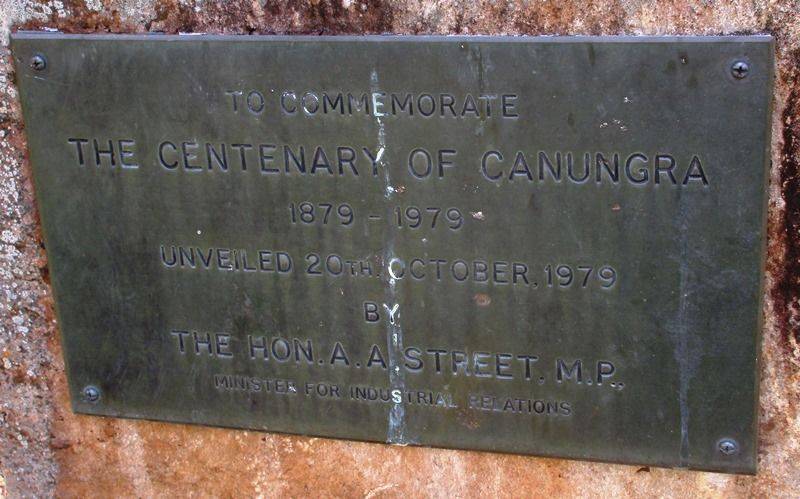 TO COMMEMORATE
THE CENTENARY OF CANUNGRA
1879 - 1979
UNVEILED 20TH. OCTOBER, 1979
BY
THE HON. A. A. STREET, M.P.,
MINISTER FOR INDUSTRIAL RELATIONS